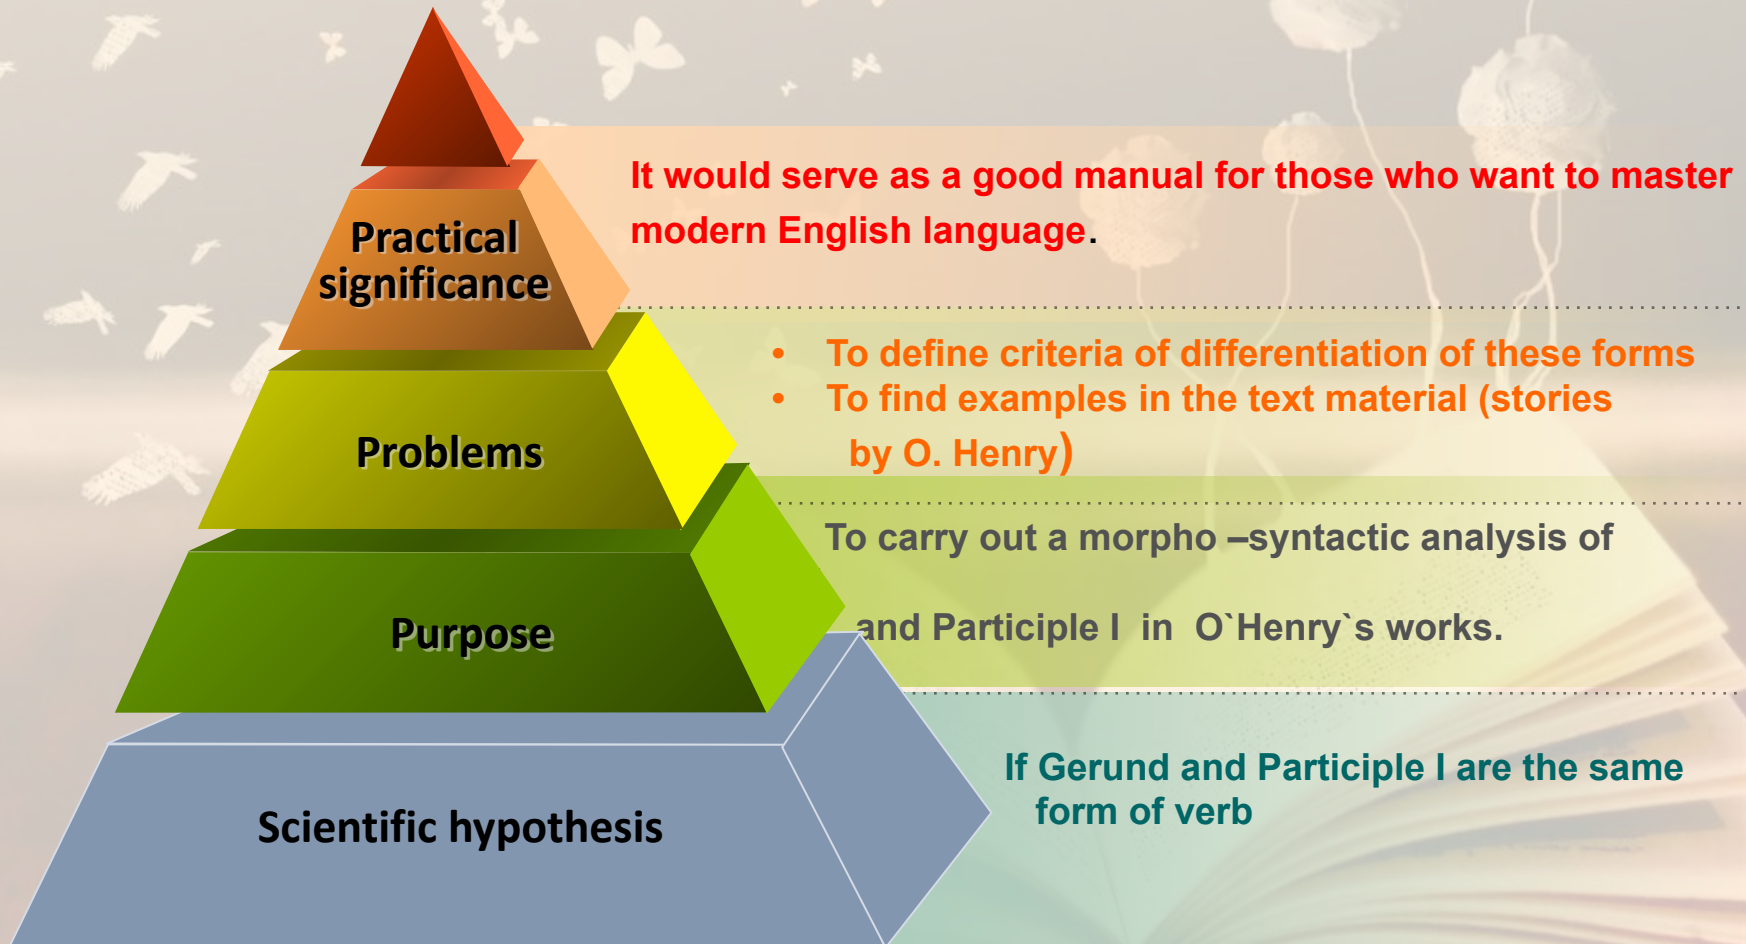 Practical
significance
It would serve as a good manual for those who want to master
modern English language.
Problems
• To define criteria of differentiation of these forms
• To find examples in the text material (stories
by O. Henry)
Purpose
To carry out a morpho –syntactic analysis of
and Participle I in O`Henry`s works.
Scientific hypothesis
If Gerund and Participle I are the same
form of verb